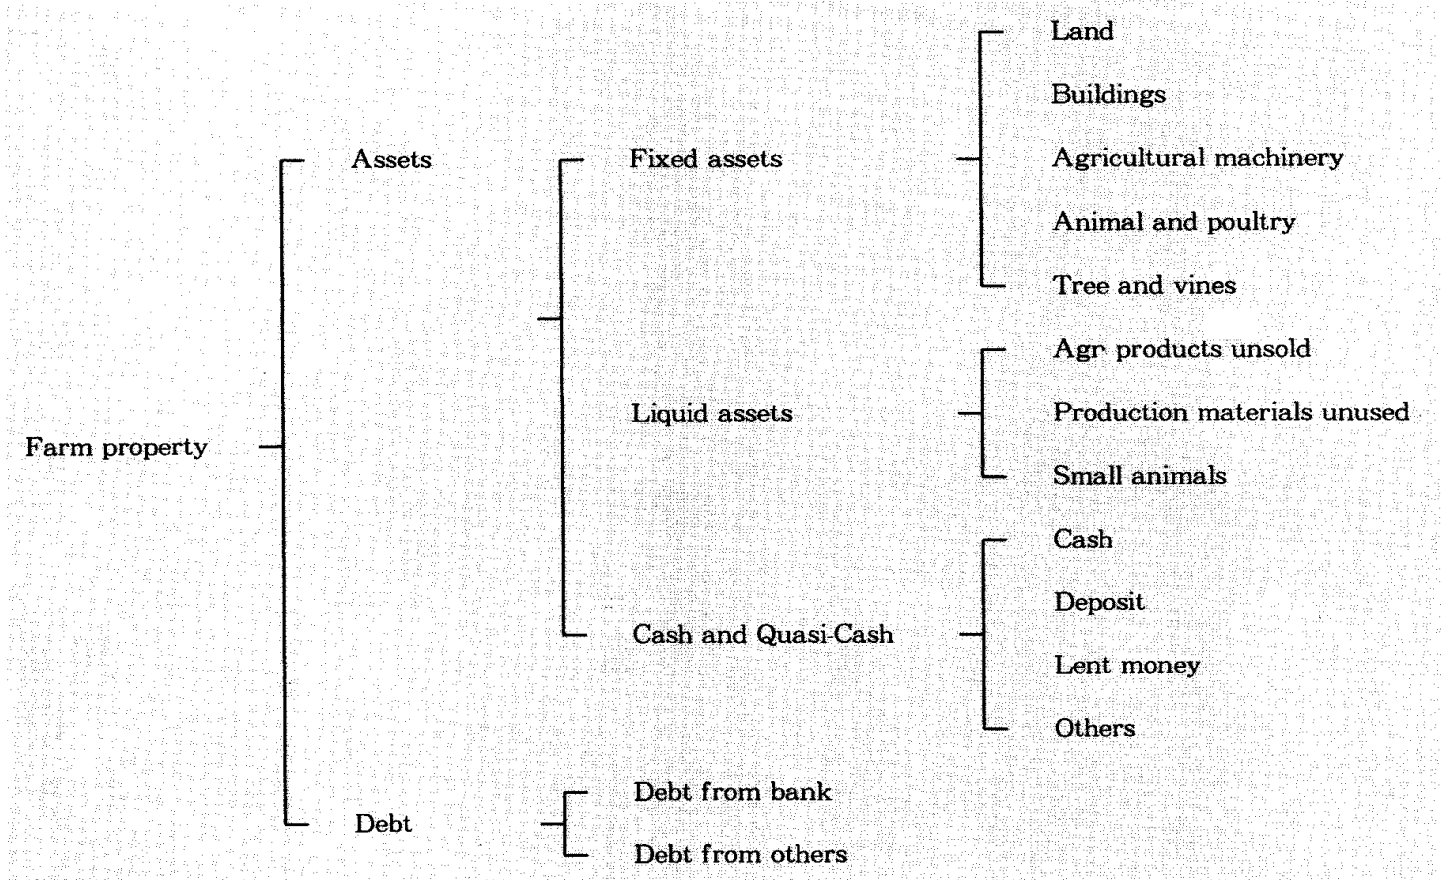 Farm property
Assets
Fixed assets
Land
Buildings
Agricultural machinery
Animal and poultry
Tree and vines
Liquid assets
Agr products unsold
Production materials unused
Small animals
Cash and Quasi-Cash
Cash
Deposit
Lent money
Others
Debt
Debt from bank
Debt from others